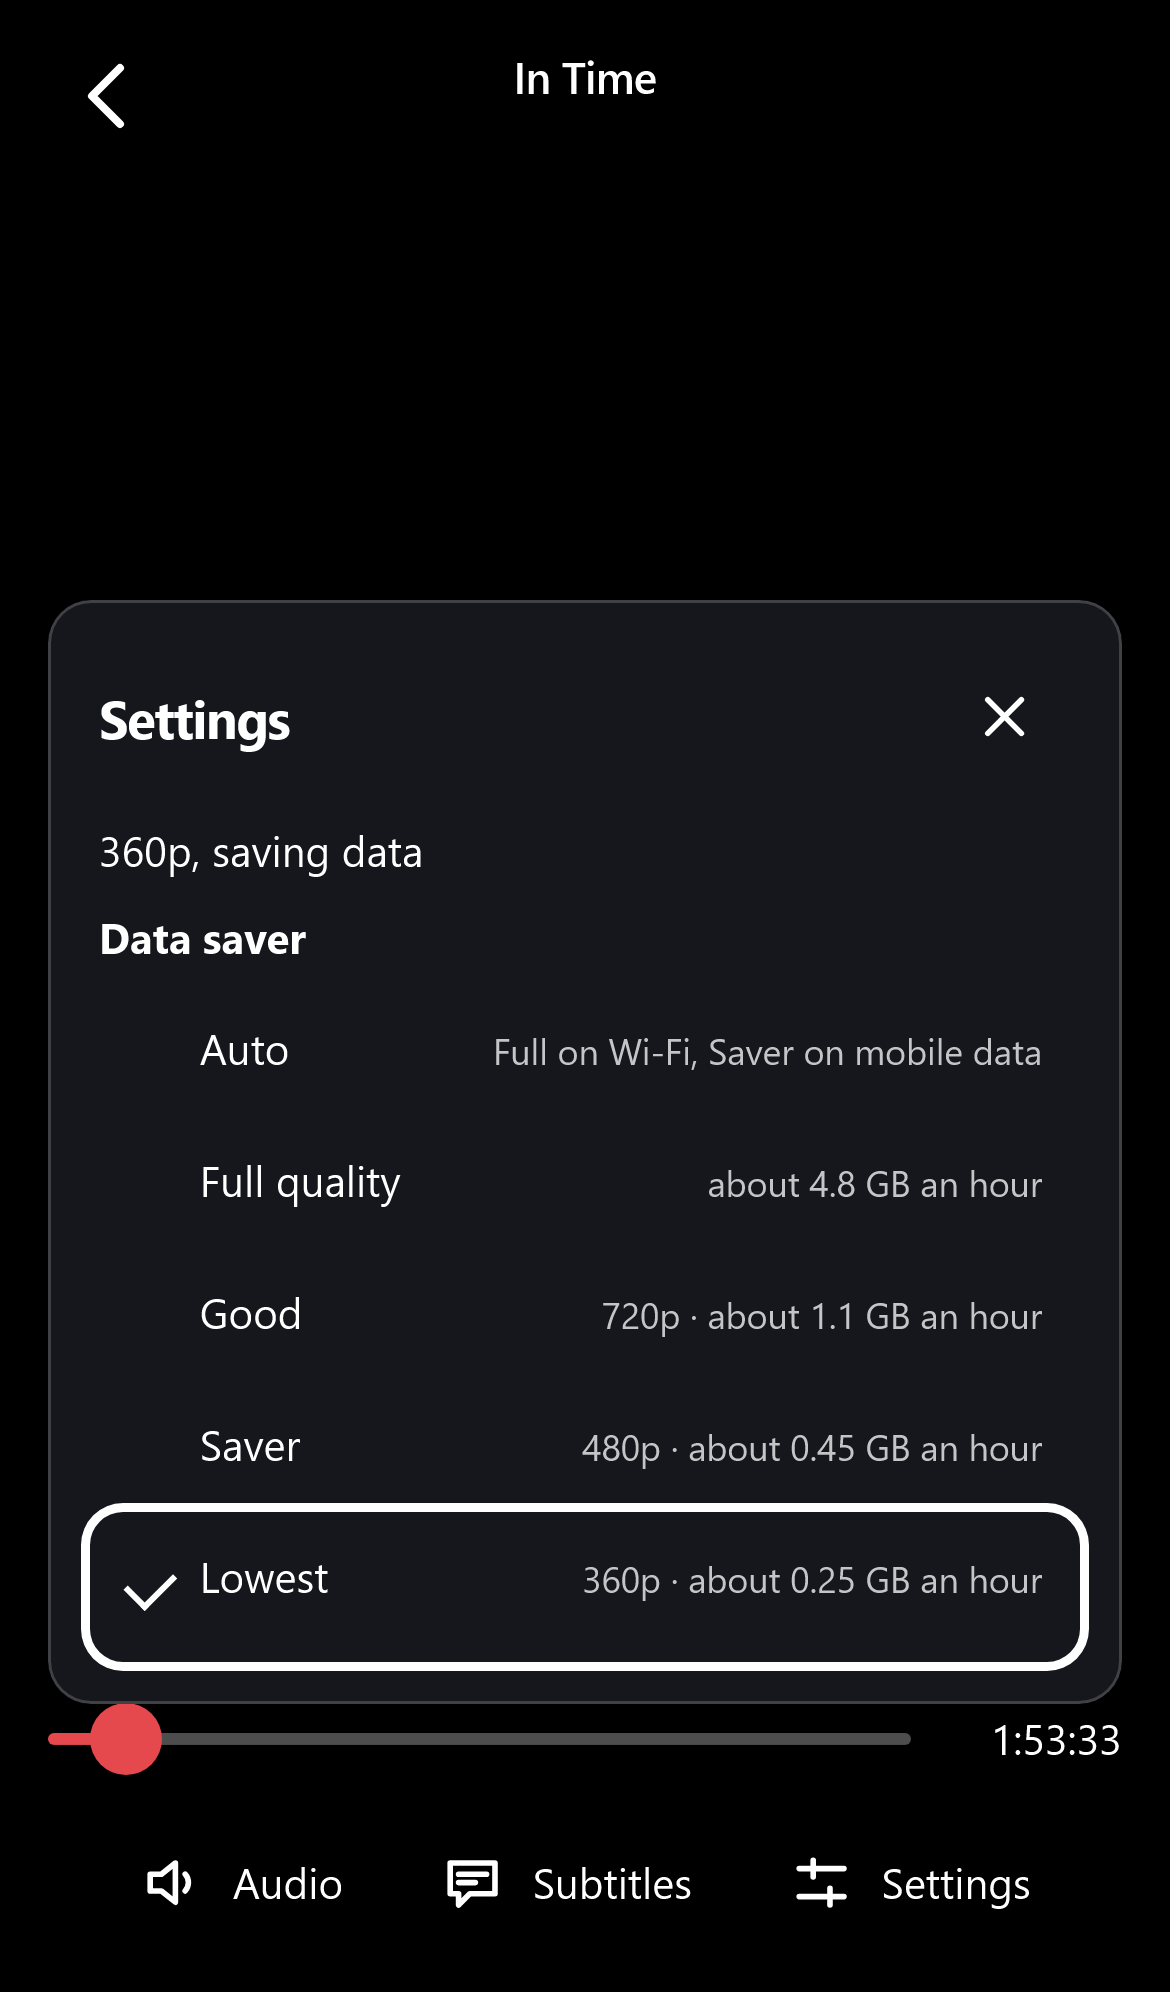 In Time
Settings
360p, saving data
Data saver
Auto Full on Wi-Fi, Saver on mobile data
Full quality about 4.8 GB an hour
Good 720p · about 1.1 GB an hour
Saver 480p · about 0.45 GB an hour
Lowest 360p · about 0.25 GB an hour
1:53:33
Audio Subtitles Settings